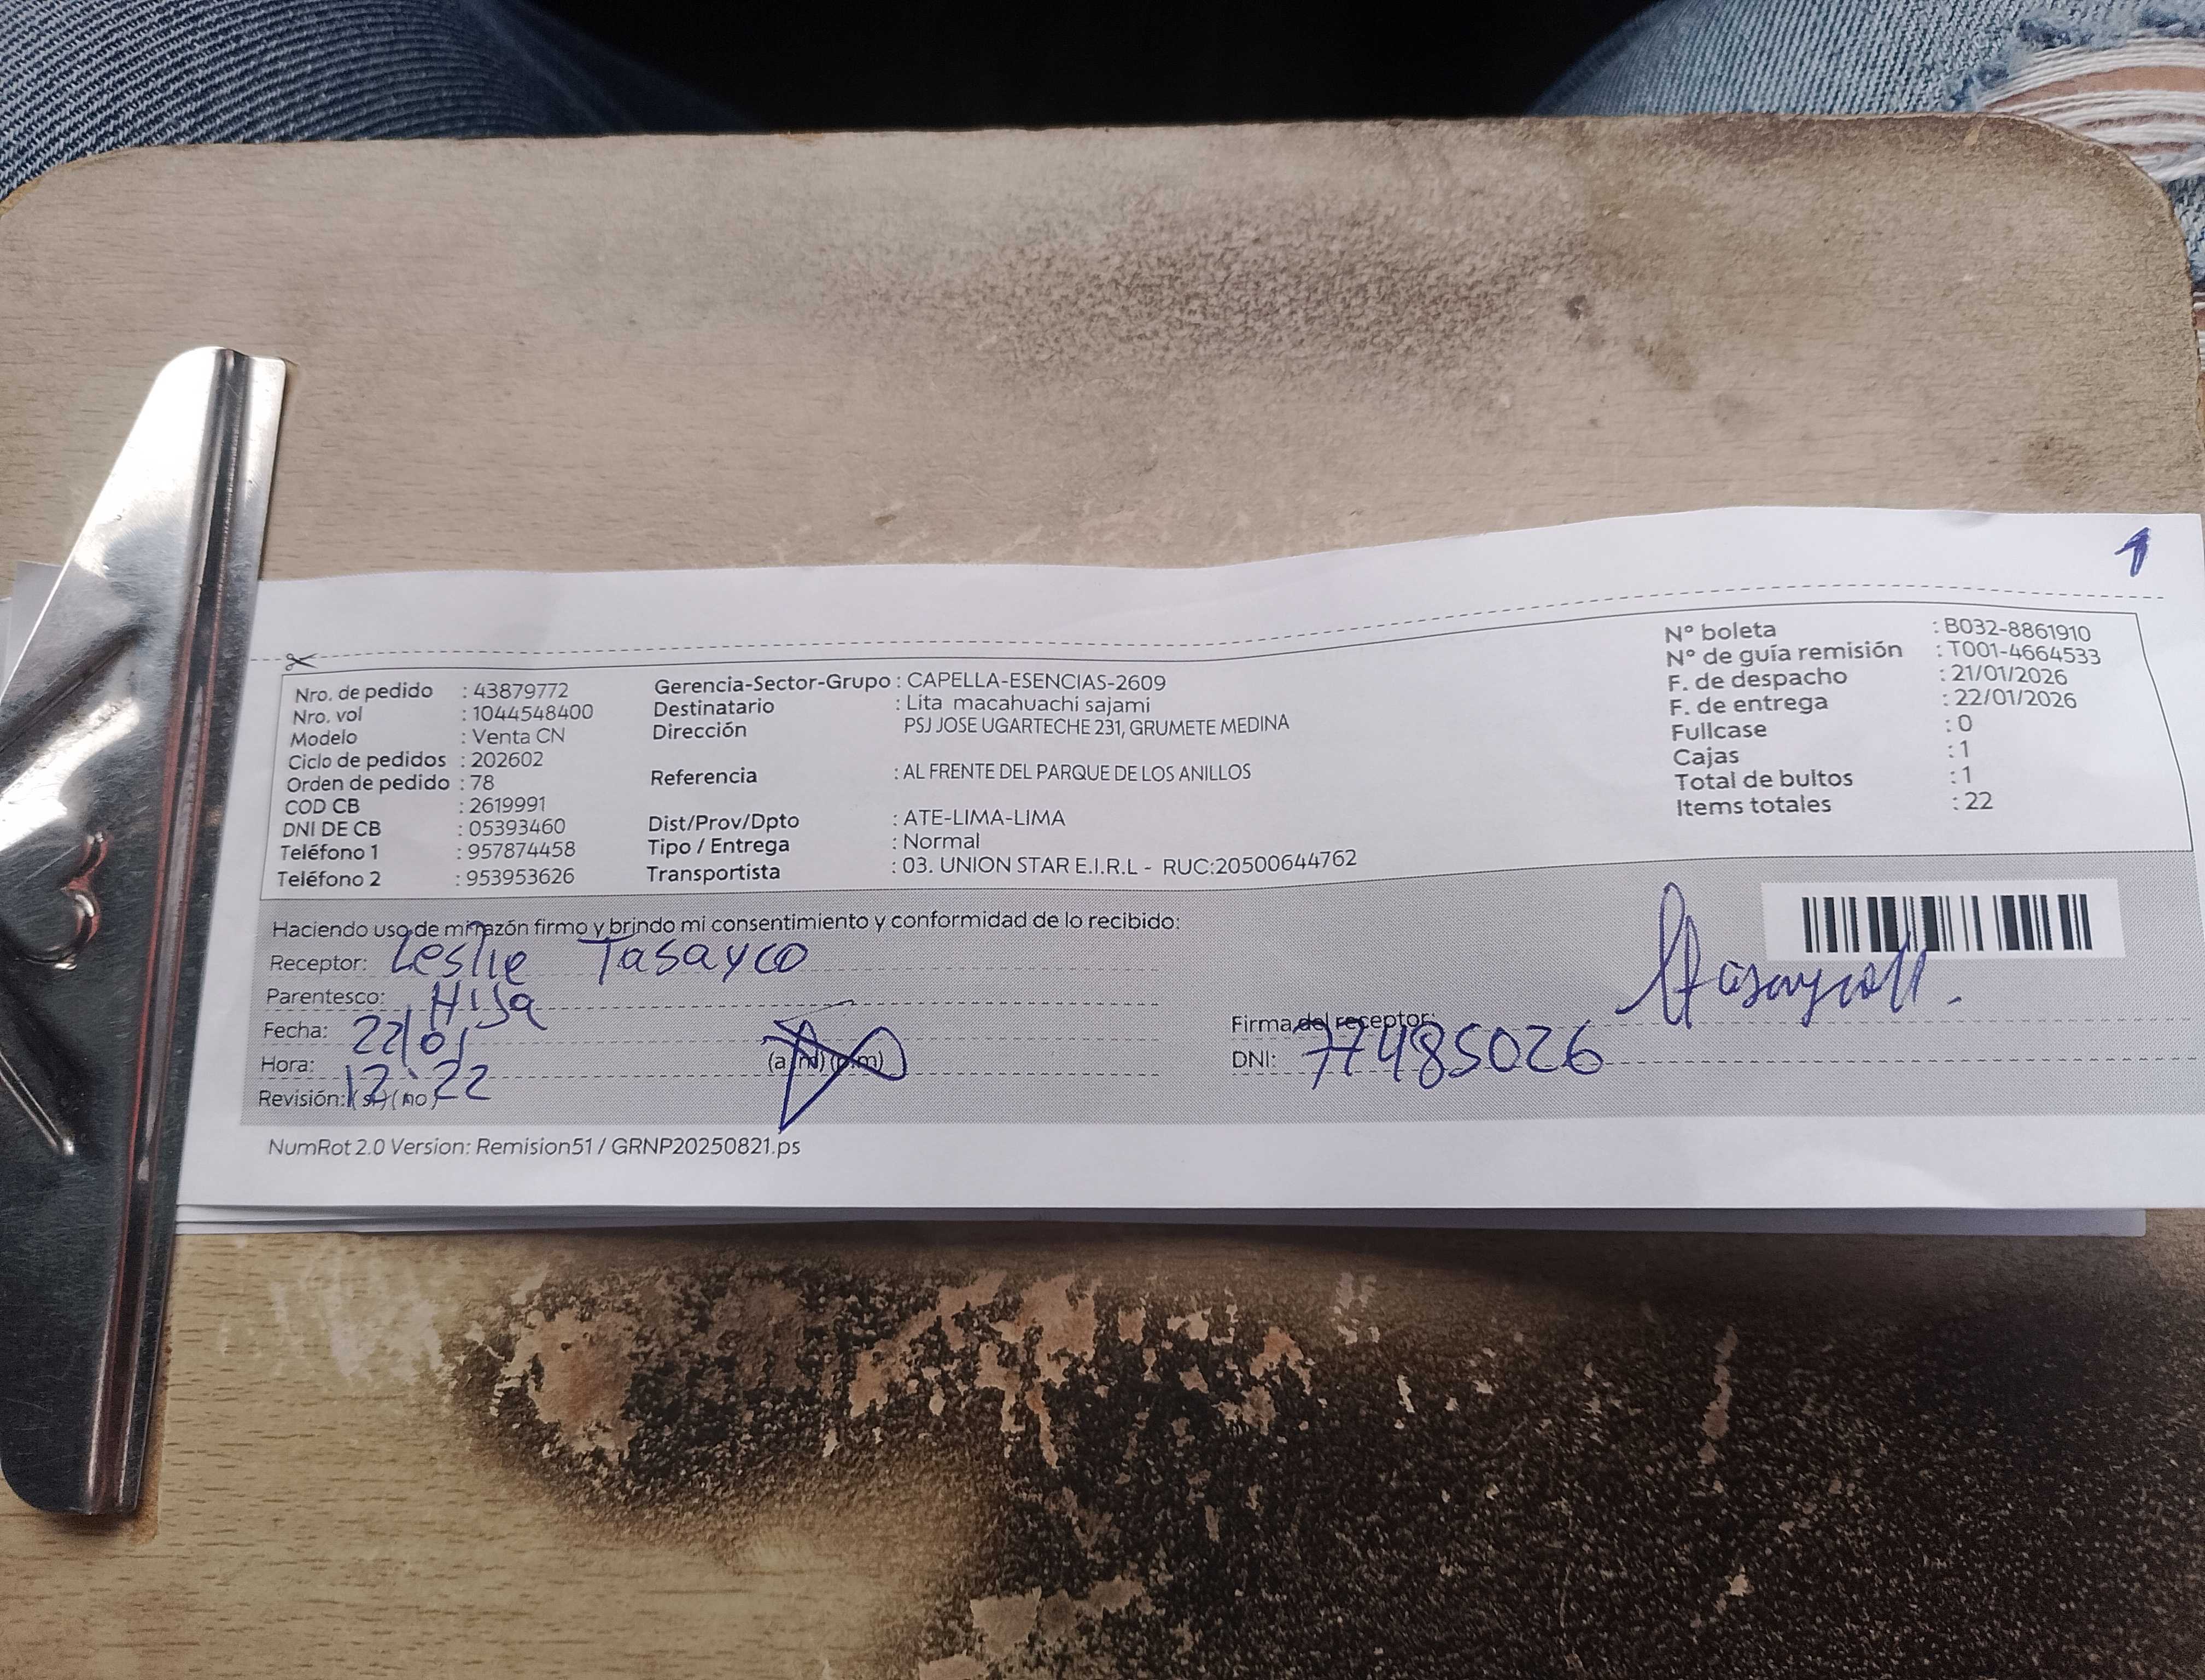 1
Nro. de pedido : 43879772
Nro. vol : 1044548400
Modelo : Venta CN
Ciclo de pedidos : 202602
Orden de pedido : 78
COD CB : 2619991
DNI DE CB : 05393460
Teléfono 1 : 957874458
Teléfono 2 : 953953626
Gerencia-Sector-Grupo : CAPELLA-ESENCIAS-2609
Destinatario : Lita macahuachi sajami
Dirección PSJ JOSE UGARTECHE 231, GRUMETE MEDINA
Referencia : AL FRENTE DEL PARQUE DE LOS ANILLOS
Dist/Prov/Dpto : ATE-LIMA-LIMA
Tipo / Entrega : Normal
Transportista : 03. UNION STAR E.I.R.L - RUC:20500644762
N° boleta : B032-8861910
N° de guía remisión : T001-4664533
F. de despacho : 21/01/2026
F. de entrega : 22/01/2026
Fullcase : 0
Cajas : 1
Total de bultos : 1
Items totales : 22
Haciendo uso de mi razón firmo y brindo mi consentimiento y conformidad de lo recibido:
Receptor: Leslie Tasayco
Parentesco: Hija
Fecha: 22/01
Hora: 12:22 (a.m) (p.m)
Revisión: (si) (no)
Firma del receptor:
DNI: 77485026
NumRot 2.0 Version: Remision51 / GRNP20250821.ps